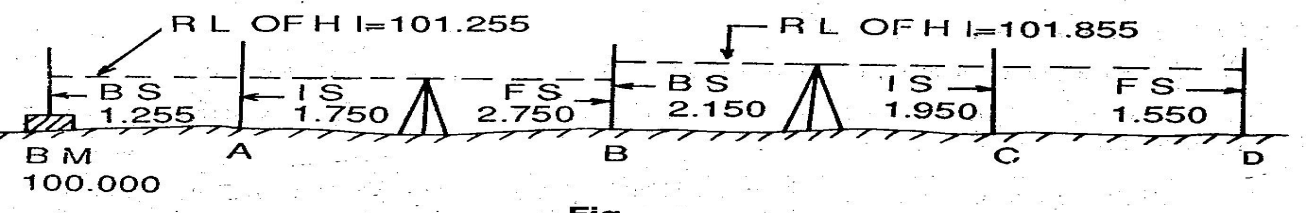 R L OF H I=101.255
R L OF H I=101.855
B S
1.255
I S
1.750
F S
2.750
B S
2.150
I S
1.950
F S
1.550
B M
100.000
A
B
C
D
Fig